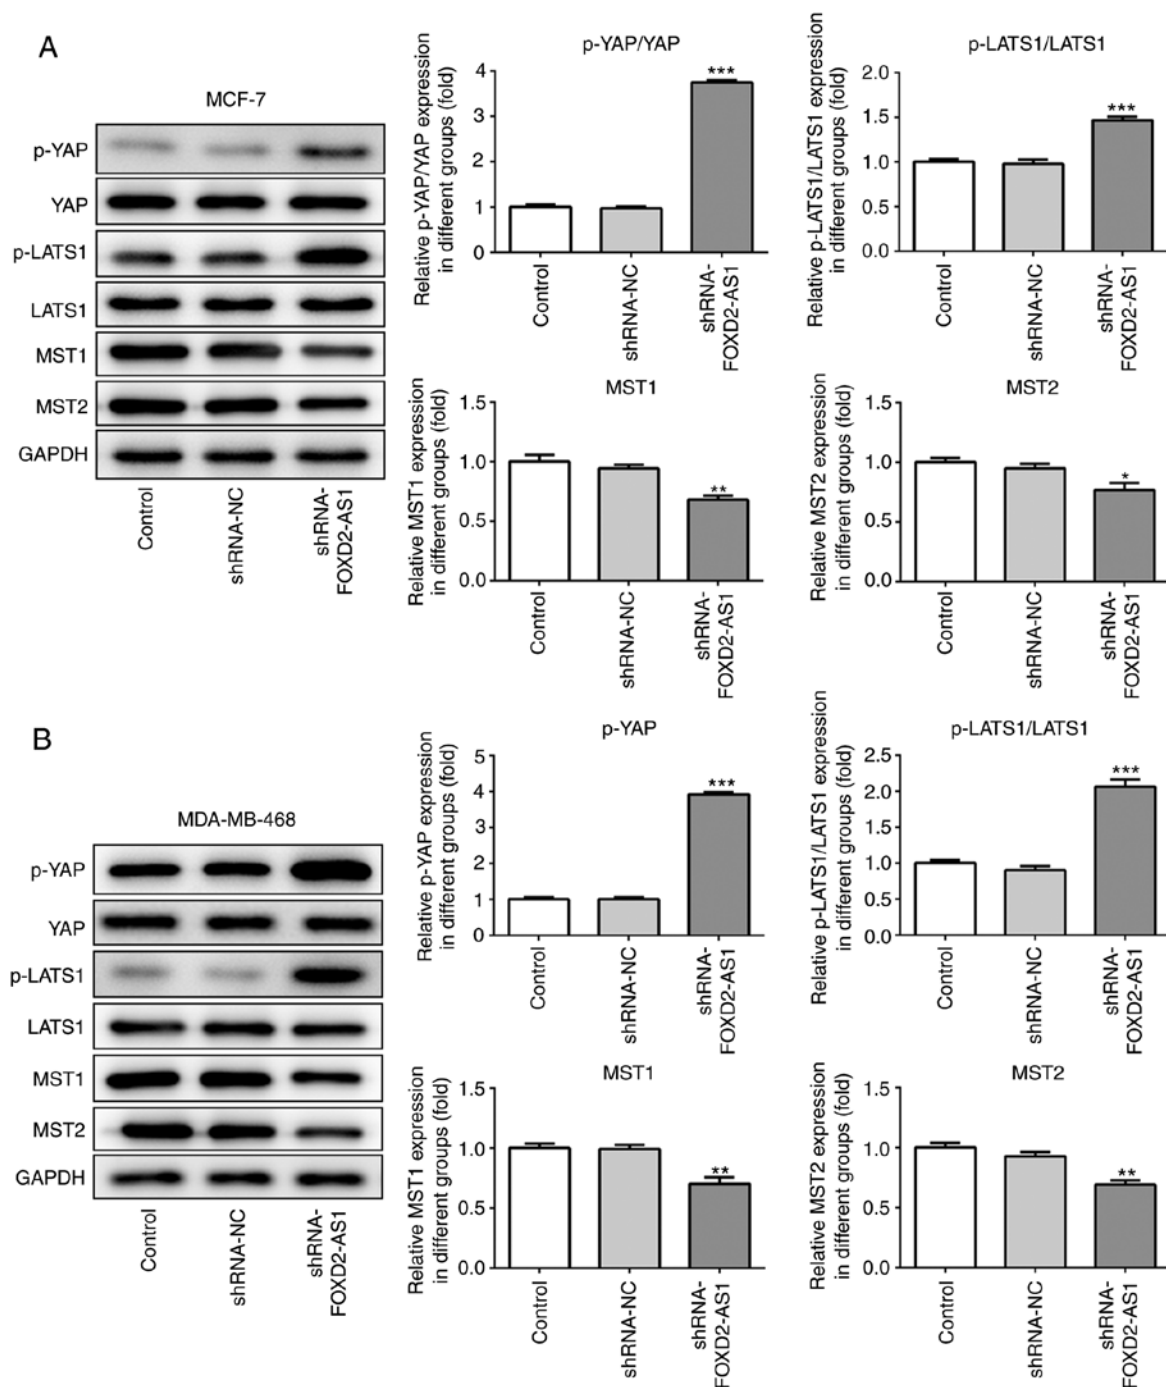 A
MCF-7
p-YAP
YAP
p-LATS1
LATS1
MST1
MST2
GAPDH
Control
shRNA-NC
shRNA-
FOXD2-AS1
p-YAP/YAP
Relative p-YAP/YAP expression
in different groups (fold)
4
2
1
0
***
Control
shRNA-NC
shRNA-
FOXD2-AS1
p-LATS1/LATS1
Relative p-LATS1/LATS1 expression
in different groups (fold)
2.0
1.5
1.0
0.5
0.0
***
Control
shRNA-NC
shRNA-
FOXD2-AS1
MST1
Relative MST1 expression
in different groups (fold)
1.5
1.0
0.5
0.0
**
Control
shRNA-NC
shRNA-
FOXD2-AS1
MST2
Relative MST2 expression
in different groups (fold)
1.5
1.0
0.5
0.0
*
Control
shRNA-NC
shRNA-
FOXD2-AS1
B
MDA-MB-468
p-YAP
YAP
p-LATS1
LATS1
MST1
MST2
GAPDH
Control
shRNA-NC
shRNA-
FOXD2-AS1
p-YAP
Relative p-YAP expression
in different groups (fold)
5
4
2
1
0
***
Control
shRNA-NC
shRNA-
FOXD2-AS1
p-LATS1/LATS1
Relative p-LATS1/LATS1 expression
in different groups (fold)
2.5
2.0
1.5
1.0
0.5
0.0
***
Control
shRNA-NC
shRNA-
FOXD2-AS1
MST1
Relative MST1 expression
in different groups (fold)
1.5
1.0
0.5
0.0
**
Control
shRNA-NC
shRNA-
FOXD2-AS1
MST2
Relative MST2 expression
in different groups (fold)
1.5
1.0
0.5
0.0
**
Control
shRNA-NC
shRNA-
FOXD2-AS1